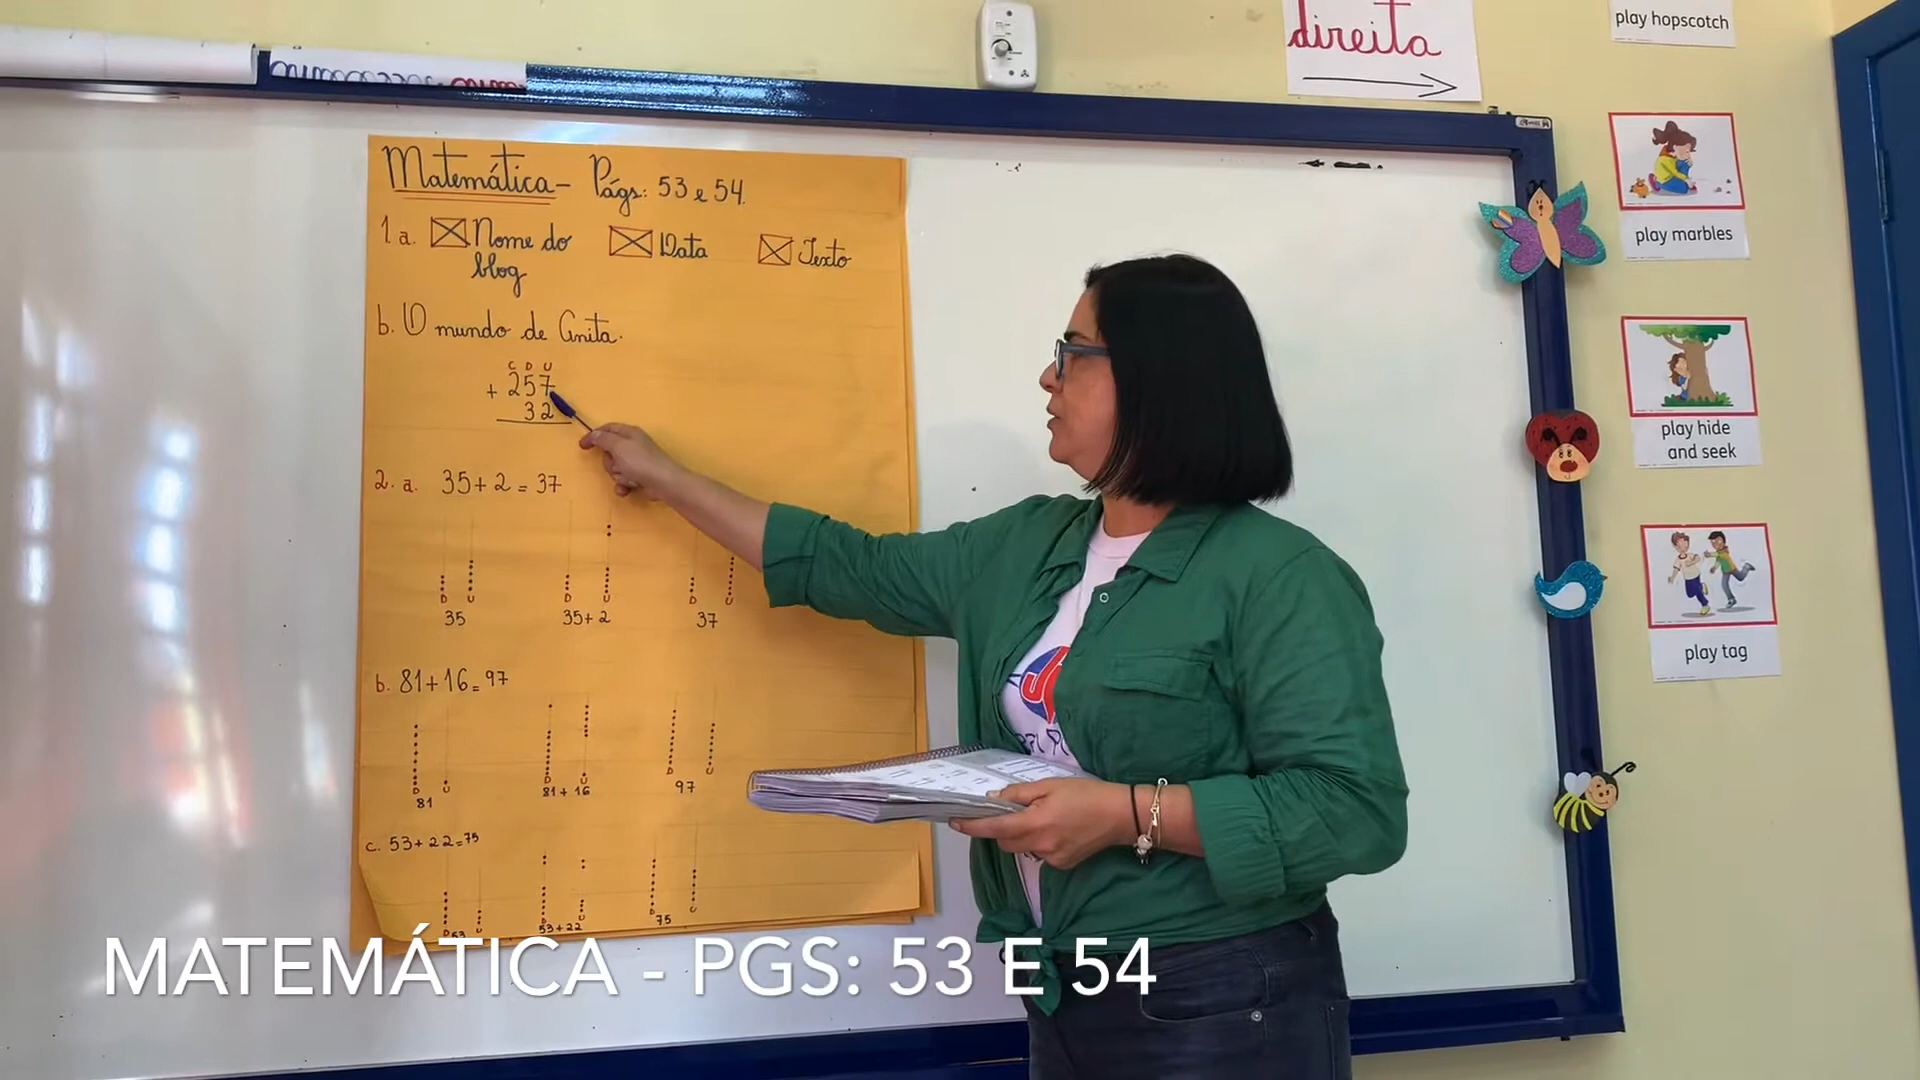 direita
play hopscotch
play marbles
play hide
and seek
play tag
Matemática - Págs: 53 e 54.
1. a. Nome do
blog
Data
Texto
b. O mundo de Anita.
C D U
+ 257
32
2. a. 35 + 2 = 37
D U
35
D U
35 + 2
D U
37
b. 81 + 16 = 97
D U
81
D U
81 + 16
D U
97
c. 53 + 22 = 75
D U
53
D U
53 + 22
D U
75
MATEMÁTICA - PGS: 53 E 54